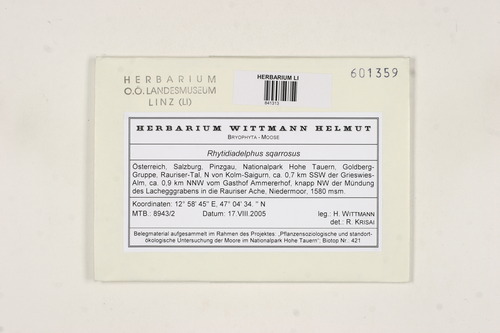 HERBARIUM
O.Ö. LANDESMUSEUM
LINZ (LI)
HERBARIUM LI
641313
601359
HERBARIUM WITTMANN HELMUT
BRYOPHYTA - MOOSE
Rhytidiadelphus sqarrosus
Österreich, Salzburg, Pinzgau, Nationalpark Hohe Tauern, Goldberg-
Gruppe, Rauriser-Tal, N von Kolm-Saigurn, ca. 0,7 km SSW der Grieswies-
Alm, ca. 0,9 km NNW vom Gasthof Ammererhof, knapp NW der Mündung
des Lachegggrabens in die Rauriser Ache, Niedermoor, 1580 msm.
Koordinaten: 12° 58' 45'' E, 47° 04' 34. '' N
MTB.: 8943/2 Datum: 17.VIII.2005 leg.: H. WITTMANN
det.: R. KRISAI
Belegmaterial aufgesammelt im Rahmen des Projektes: „Pflanzensoziologische und standort-
ökologische Untersuchung der Moore im Nationalpark Hohe Tauern“: Biotop Nr.: 421